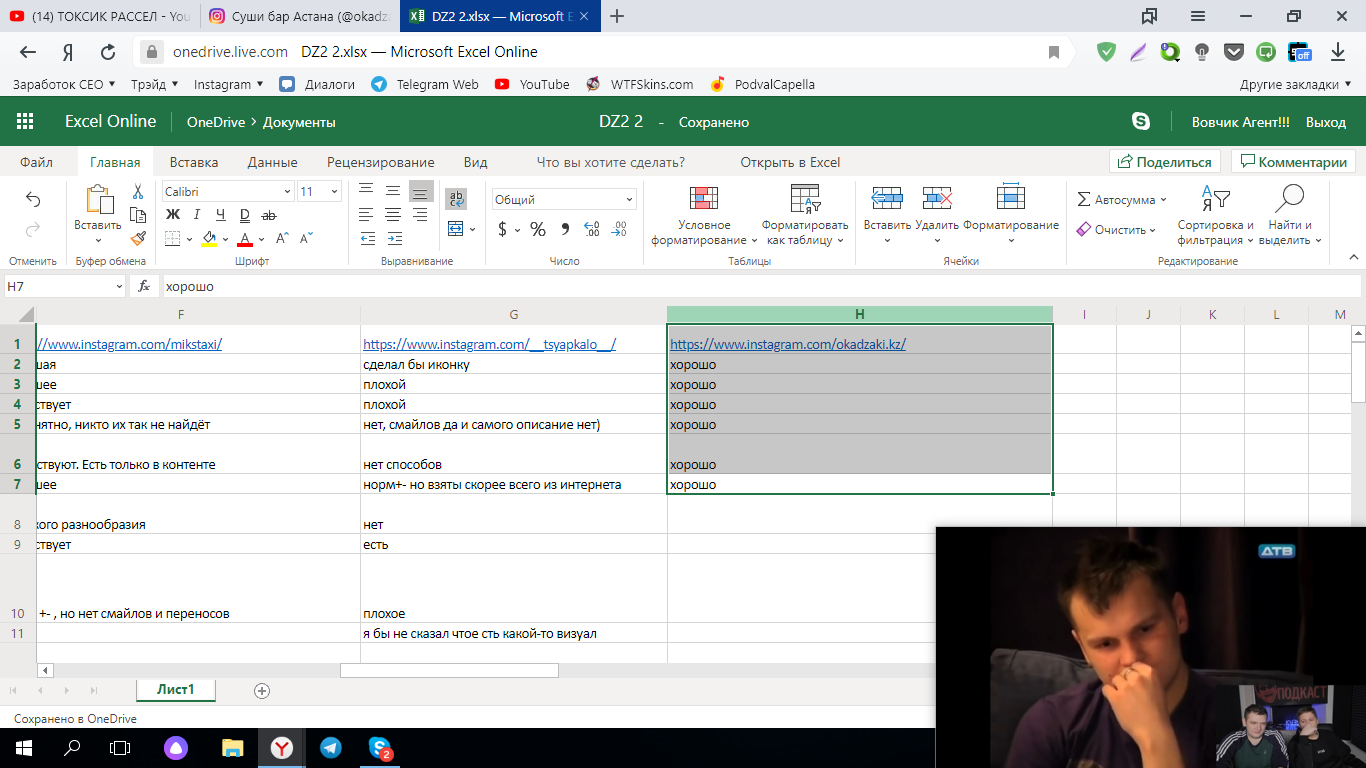 (14) ТОКСИК РАССЕЛ - You
Суши бар Астана (@okadza
DZ2 2.xlsx — Microsoft E
Я
onedrive.live.com DZ2 2.xlsx — Microsoft Excel Online
off
Заработок СЕО
Трэйд
Instagram
Диалоги
Telegram Web
YouTube
WTFSkins.com
PodvalCapella
Другие закладки
Excel Online
OneDrive > Документы
DZ2 2 - Сохранено
Вовчик Агент!!!
Выход
Файл
Главная
Вставка
Данные
Рецензирование
Вид
Что вы хотите сделать?
Открыть в Excel
Поделиться
Комментарии
Вставить
Calibri
11
Ж К Ч Д ab
Общий
$ % ,00
Условное форматирование
Форматировать как таблицу
Вставить
Удалить
Форматирование
Автосумма
Очистить
Сортировка и фильтрация
Найти и выделить
Отменить
Буфер обмена
Шрифт
Выравнивание
Число
Таблицы
Ячейки
Редактирование
H7
fx
хорошо
F G H I J K L M
1 //www.instagram.com/mikstaxi/ https://www.instagram.com/__tsyapkalo__/ https://www.instagram.com/okadzaki.kz/
2 шая сделал бы иконку хорошо
3 шее плохой хорошо
4 ствует плохой хорошо
5 нятно, никто их так не найдёт нет, смайлов да и самого описание нет) хорошо
6 ствуют. Есть только в контенте нет способов хорошо
7 шее норм+- но взяты скорее всего из интернета хорошо
8 кого разнообразия нет
9 ствует есть
10 +- , но нет смайлов и переносов плохое
11 я бы не сказал чтое сть какой-то визуал
Лист1
Сохранено в OneDrive
ДТВ
ПОДКАСТ
2